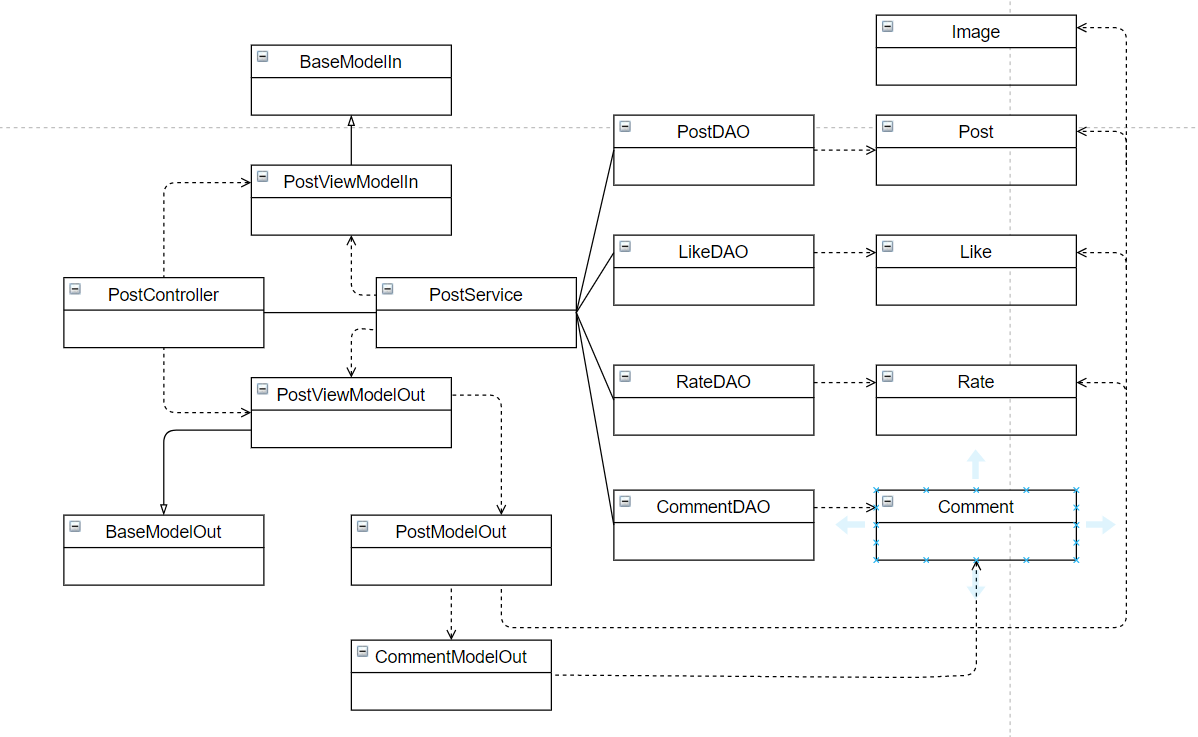 Image
BaseModelIn
PostDAO
Post
PostViewModelIn
LikeDAO
Like
PostController
PostService
RateDAO
Rate
PostViewModelOut
CommentDAO
Comment
BaseModelOut
PostModelOut
CommentModelOut